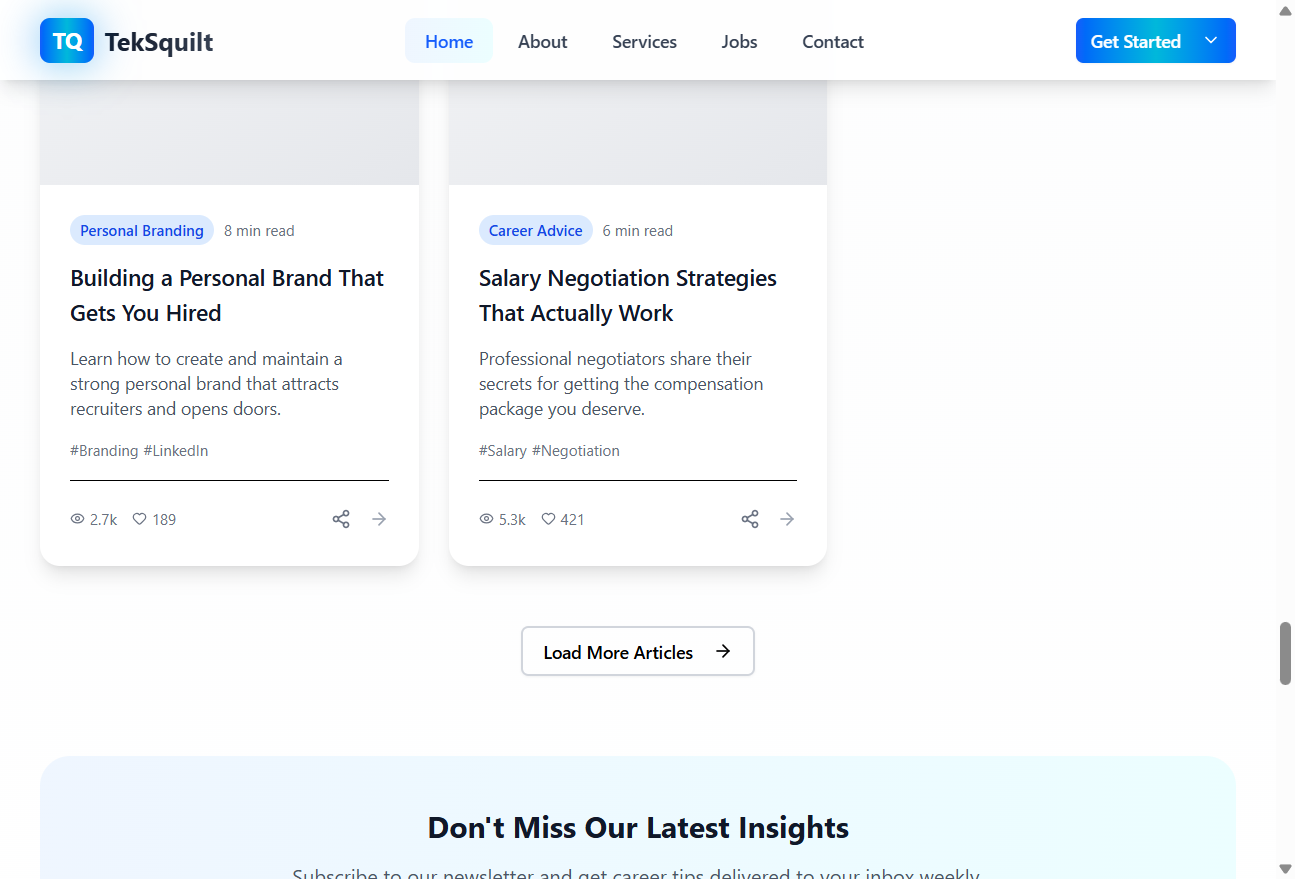 TQ TekSquilt Home About Services Jobs Contact Get Started
Personal Branding 8 min read
Building a Personal Brand That
Gets You Hired
Learn how to create and maintain a
strong personal brand that attracts
recruiters and opens doors.
#Branding #LinkedIn
2.7k 189
Career Advice 6 min read
Salary Negotiation Strategies
That Actually Work
Professional negotiators share their
secrets for getting the compensation
package you deserve.
#Salary #Negotiation
5.3k 421
Load More Articles
Don't Miss Our Latest Insights
Subscribe to our newsletter and get career tips delivered to your inbox weekly